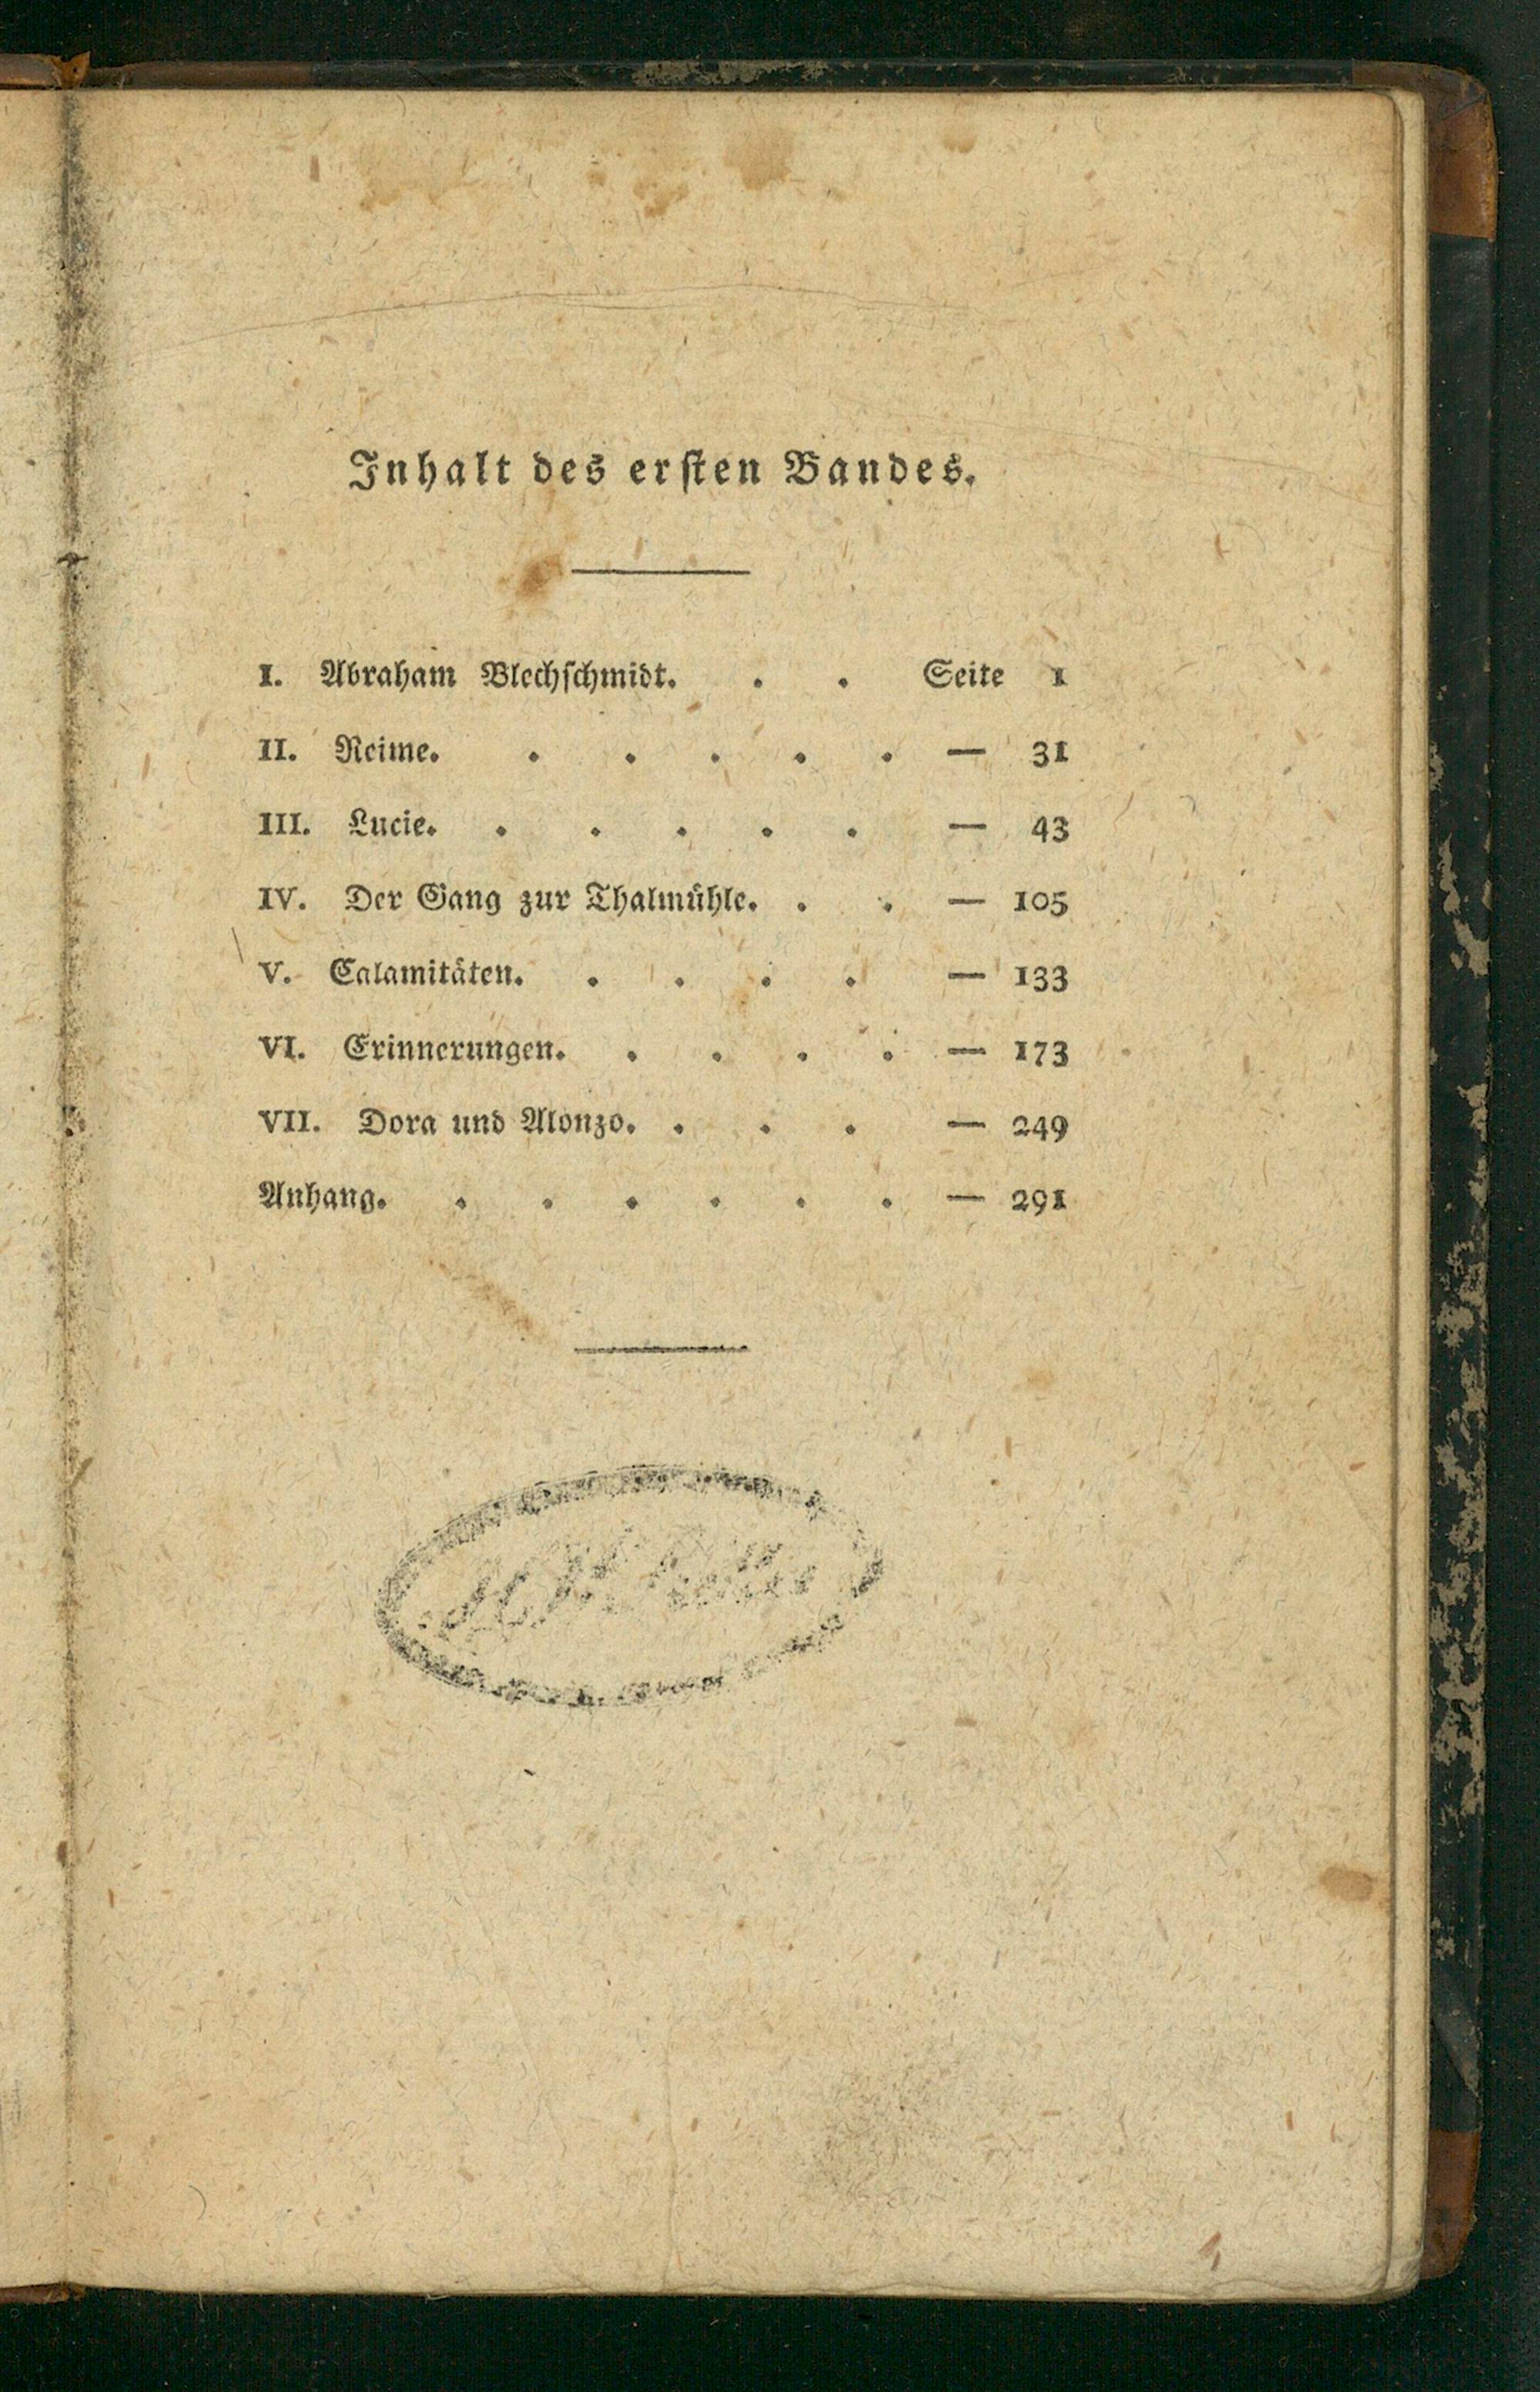 Inhalt des ersten Bandes.
I. Abraham Blechschmidt. . . Seite 1
II. Reime. . . . . . — 31
III. Lucie. . . . . . — 43
IV. Der Gang zur Thalmühle. . . — 105
V. Calamitäten. . . . . — 133
VI. Erinnerungen. . . . . — 173
VII. Dora und Alonzo. . . . — 249
Anhang. . . . . . . — 291